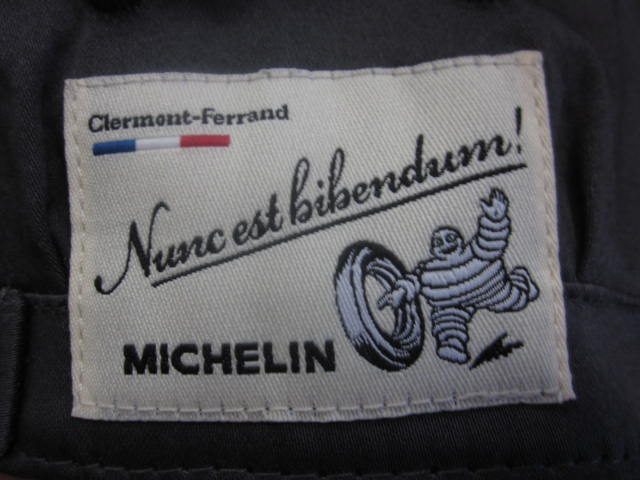 Clermont-Ferrand
Nunc est bibendum!
MICHELIN